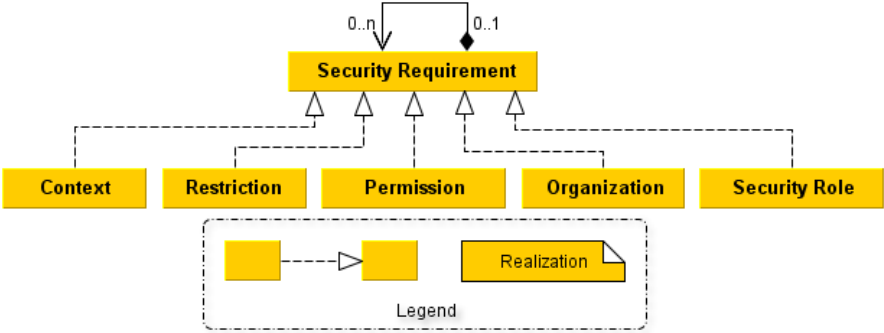 0..n 0..1
Security Requirement
Context Restriction Permission Organization Security Role
Realization
Legend